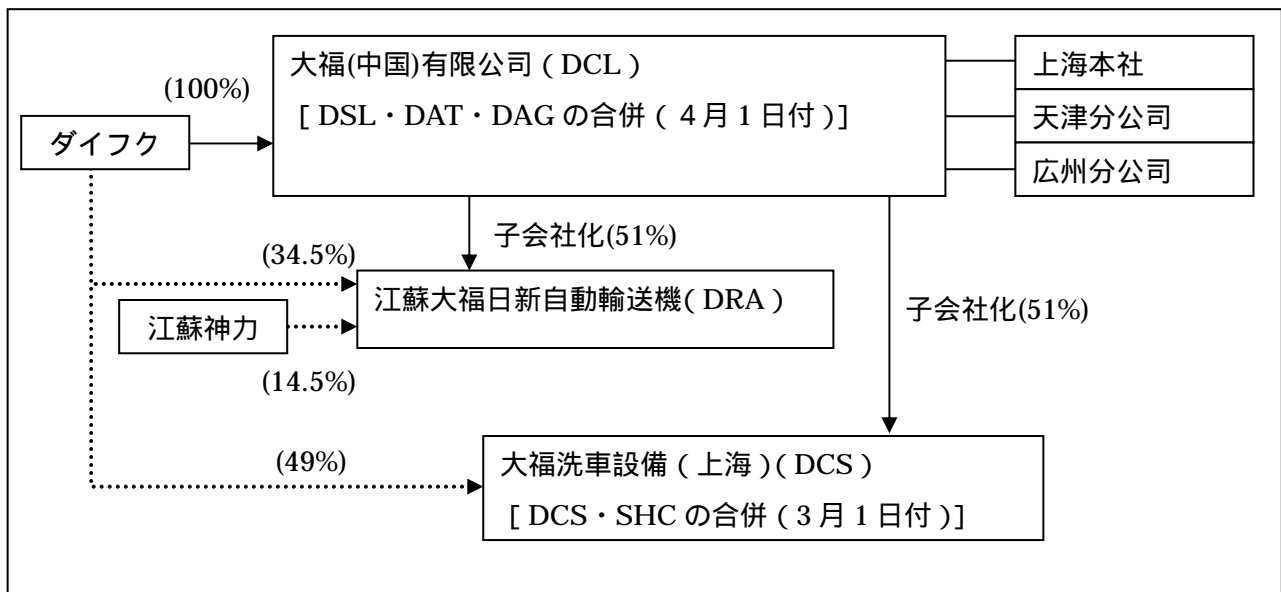 大福(中国)有限公司（DCL）
上海本社
(100%)
［DSL・DAT・DAG の合併（４月１日付）］
天津分公司
ダイフク
広州分公司
子会社化(51%)
(34.5%)
江蘇大福日新自動輸送機（DRA）
子会社化(51%)
江蘇神力
(14.5%)
(49%)
大福洗車設備（上海）（DCS）
［DCS・SHC の合併（３月１日付）］